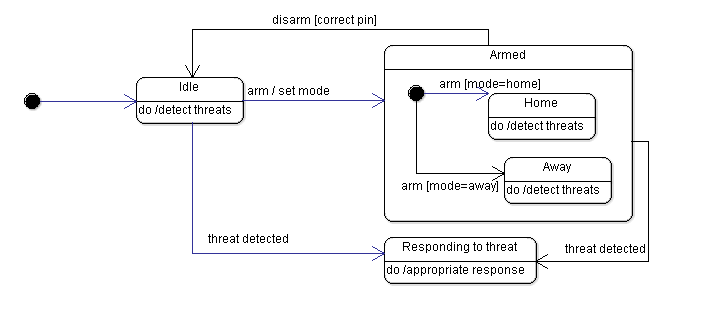 disarm [correct pin]
Armed
Idle
do /detect threats
arm / set mode
arm [mode=home]
Home
do /detect threats
Away
arm [mode=away]
do /detect threats
threat detected
Responding to threat
do /appropriate response
threat detected